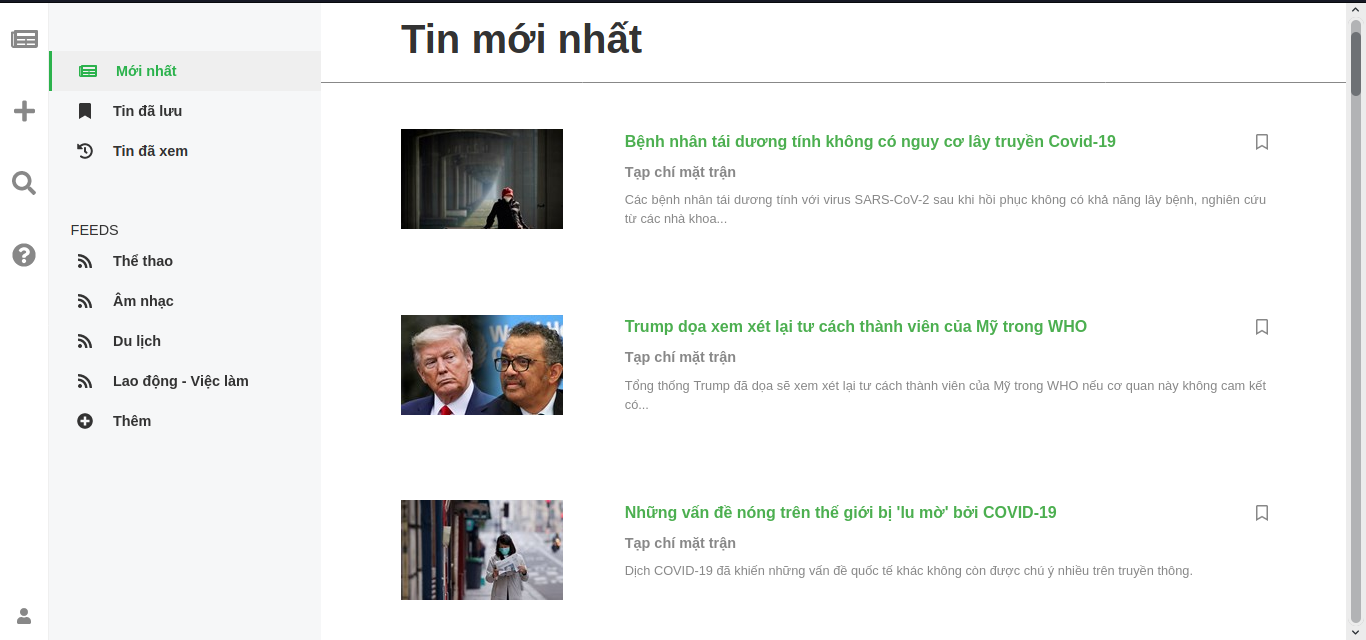 Tin mới nhất
Mới nhất
Tin đã lưu
Tin đã xem
FEEDS
Thể thao
Âm nhạc
Du lịch
Lao động - Việc làm
Thêm
Bệnh nhân tái dương tính không có nguy cơ lây truyền Covid-19
Tạp chí mặt trận
Các bệnh nhân tái dương tính với virus SARS-CoV-2 sau khi hồi phục không có khả năng lây bệnh, nghiên cứu
từ các nhà khoa...
Trump dọa xem xét lại tư cách thành viên của Mỹ trong WHO
Tạp chí mặt trận
Tổng thống Trump đã dọa sẽ xem xét lại tư cách thành viên của Mỹ trong WHO nếu cơ quan này không cam kết
có...
Những vấn đề nóng trên thế giới bị 'lu mờ' bởi COVID-19
Tạp chí mặt trận
Dịch COVID-19 đã khiến những vấn đề quốc tế khác không còn được chú ý nhiều trên truyền thông.